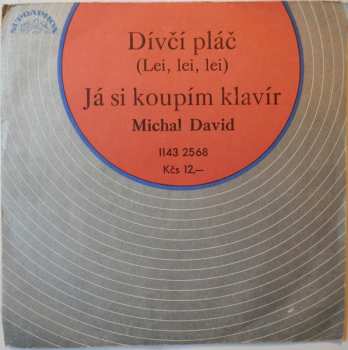 SUPRAPHON
Dívčí pláč
(Lei, lei, lei)
Já si koupím klavír
Michal David
1143 2568
Kčs 12,—